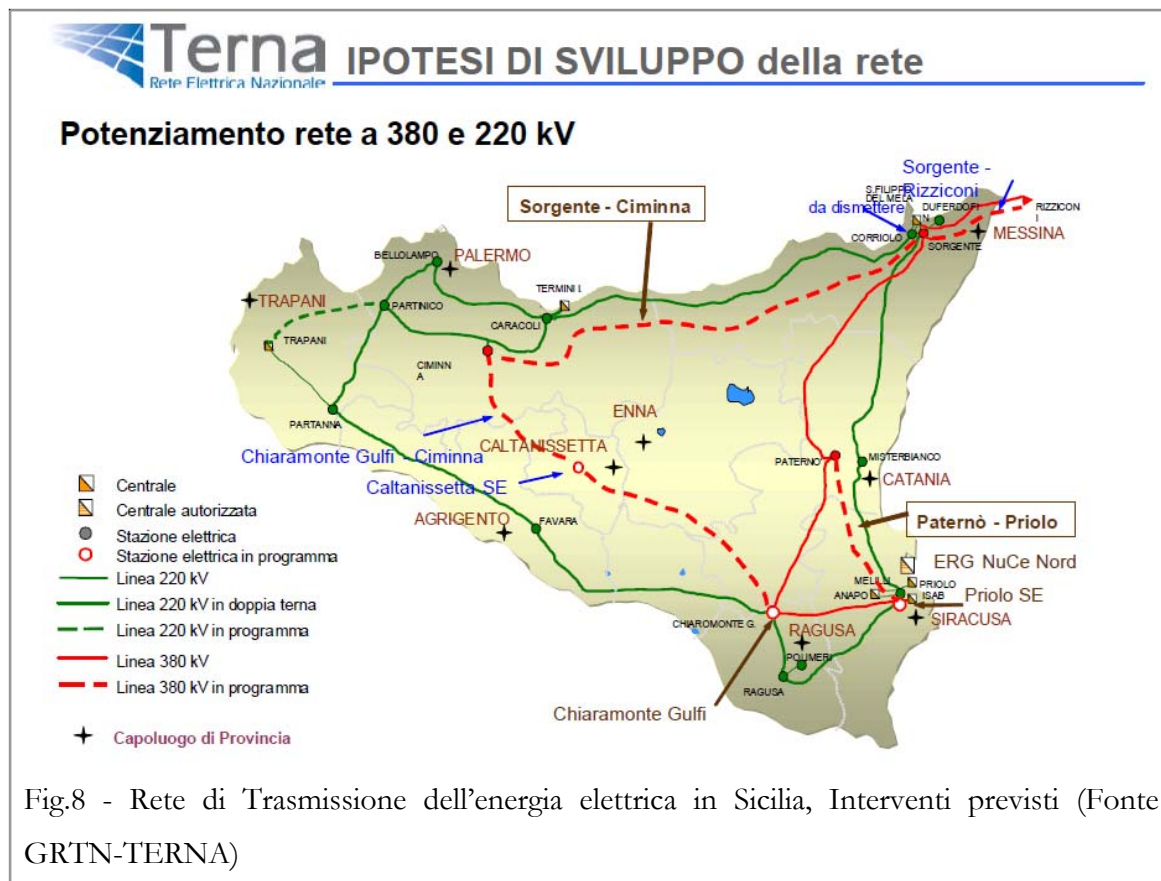 Terna
Rete Elettrica Nazionale
IPOTESI DI SVILUPPO della rete
Potenziamento rete a 380 e 220 kV
Sorgente -
Rizziconi
S.FILIPPO
DEL MELA
DUFERDOFI
N
da dismettere
RIZZICON
I
Sorgente - Ciminna
CORRIOLO
SORGENTE
MESSINA
BELLOLAMPO
PALERMO
TERMINI I.
TRAPANI
PARTINICO
CARACOLI
TRAPANI
CIMINN
A
PARTANNA
ENNA
Chiaramonte Gulfi - Ciminna
CALTANISSETTA
PATERNO'
MISTERBIANCO
Caltanissetta SE
CATANIA
Centrale
Centrale autorizzata
AGRIGENTO
FAVARA
Paternò - Priolo
Stazione elettrica
Stazione elettrica in programma
ERG NuCe Nord
Linea 220 kV
MELILLI
PRIOLO
ANAPO
ISAB
Priolo SE
Linea 220 kV in doppia terna
SIRACUSA
Linea 220 kV in programma
CHIAROMONTE G.
RAGUSA
Linea 380 kV
POLIMERI
Linea 380 kV in programma
RAGUSA
Chiaramonte Gulfi
Capoluogo di Provincia
Fig.8 - Rete di Trasmissione dell'energia elettrica in Sicilia, Interventi previsti (Fonte
GRTN-TERNA)